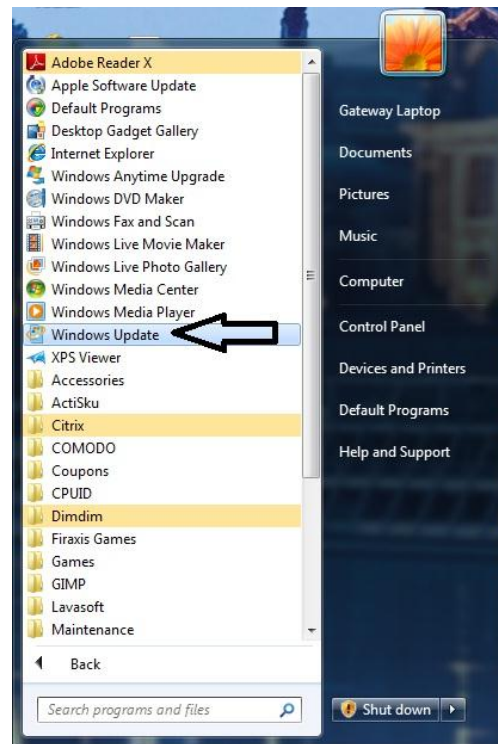 Adobe Reader X
Apple Software Update
Default Programs
Desktop Gadget Gallery
Internet Explorer
Windows Anytime Upgrade
Windows DVD Maker
Windows Fax and Scan
Windows Live Movie Maker
Windows Live Photo Gallery
Windows Media Center
Windows Media Player
Windows Update
XPS Viewer
Accessories
ActiSku
Citrix
COMODO
Coupons
CPUID
Dimdim
Firaxis Games
Games
GIMP
Lavasoft
Maintenance
Back
Search programs and files
Gateway Laptop
Documents
Pictures
Music
Computer
Control Panel
Devices and Printers
Default Programs
Help and Support
Shut down